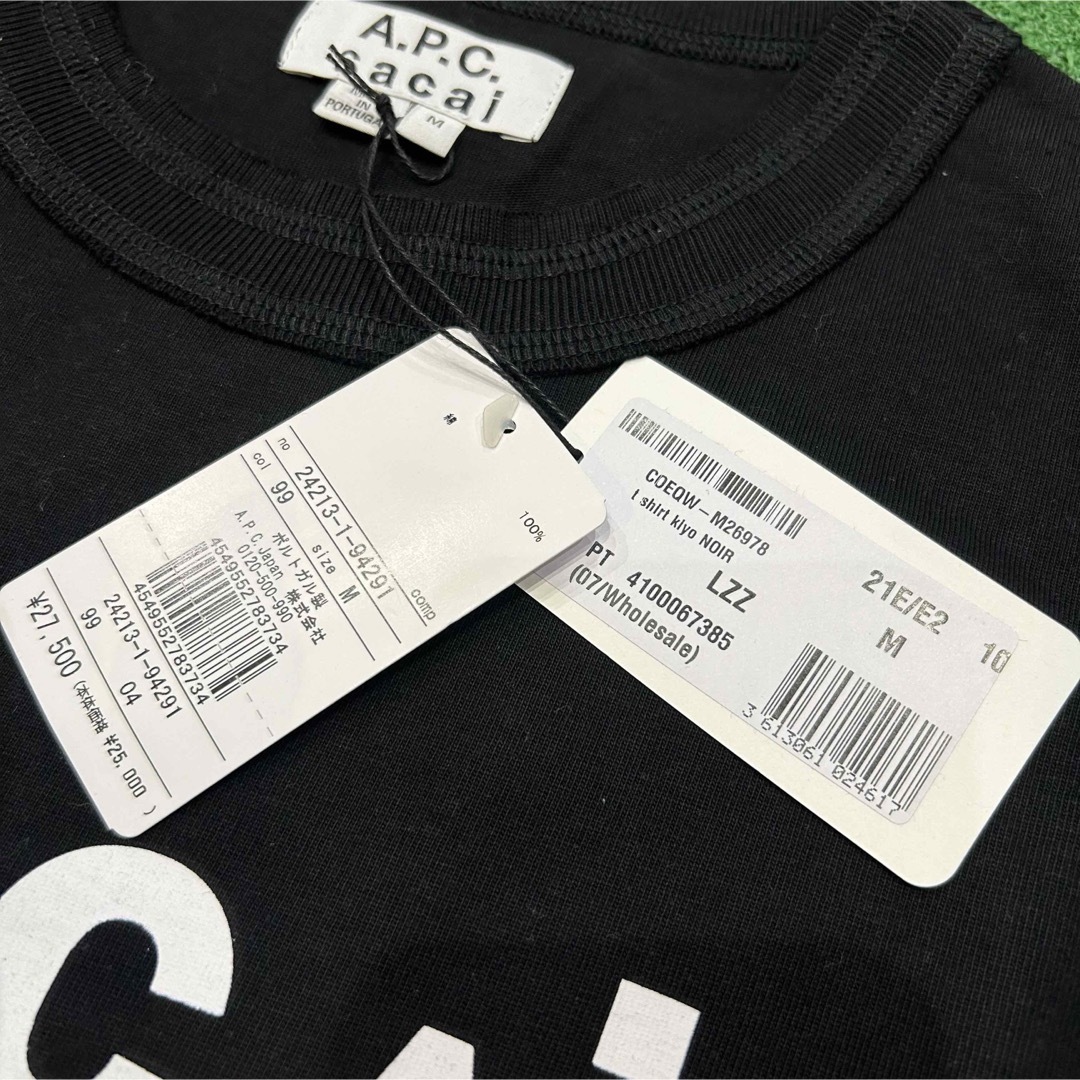 A.P.C.
sacai
IN
PORTUGAL
M
綿
100%
no 24213-1-94291 comp
col 99 size M
ポルトガル製
A.P.C.Japan 株式会社
0120-500-990
4549552783734
4549552783734
24213-1-94291
99 04
¥27,500 (本体価格 ¥25,000 )
COEQW-M26978
t shirt kiyo NOIR
LZZ
PT 4100067385
(07/Wholesale)
21E/E2
M
10
3 613061 024617